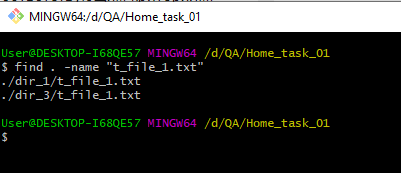 MINGW64:/d/QA/Home_task_01
User@DESKTOP-I68QE57 MINGW64 /d/QA/Home_task_01
$ find . -name "t_file_1.txt"
./dir_1/t_file_1.txt
./dir_3/t_file_1.txt
User@DESKTOP-I68QE57 MINGW64 /d/QA/Home_task_01
$